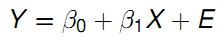 Y = β₀ + β₁X + E